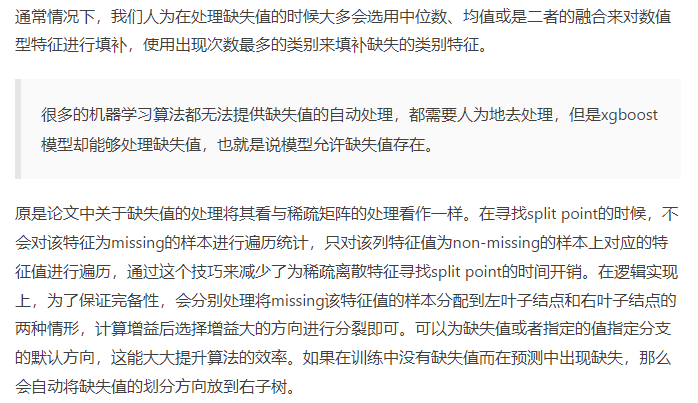 通常情况下，我们人为在处理缺失值的时候大多会选用中位数、均值或是二者的融合来对数值
型特征进行填补，使用出现次数最多的类别来填补缺失的类别特征。
很多的机器学习算法都无法提供缺失值的自动处理，都需要人为地去处理，但是xgboost
模型却能够处理缺失值，也就是说模型允许缺失值存在。
原是论文中关于缺失值的处理将其看与稀疏矩阵的处理看作一样。在寻找split point的时候，不
会对该特征为missing的样本进行遍历统计，只对该列特征值为non-missing的样本上对应的特
征值进行遍历，通过这个技巧来减少了为稀疏离散特征寻找split point的时间开销。在逻辑实现
上，为了保证完备性，会分别处理将missing该特征值的样本分配到左叶子结点和右叶子结点的
两种情形，计算增益后选择增益大的方向进行分裂即可。可以为缺失值或者指定的值指定分支
的默认方向，这能大大提升算法的效率。如果在训练中没有缺失值而在预测中出现缺失，那么
会自动将缺失值的划分方向放到右子树。